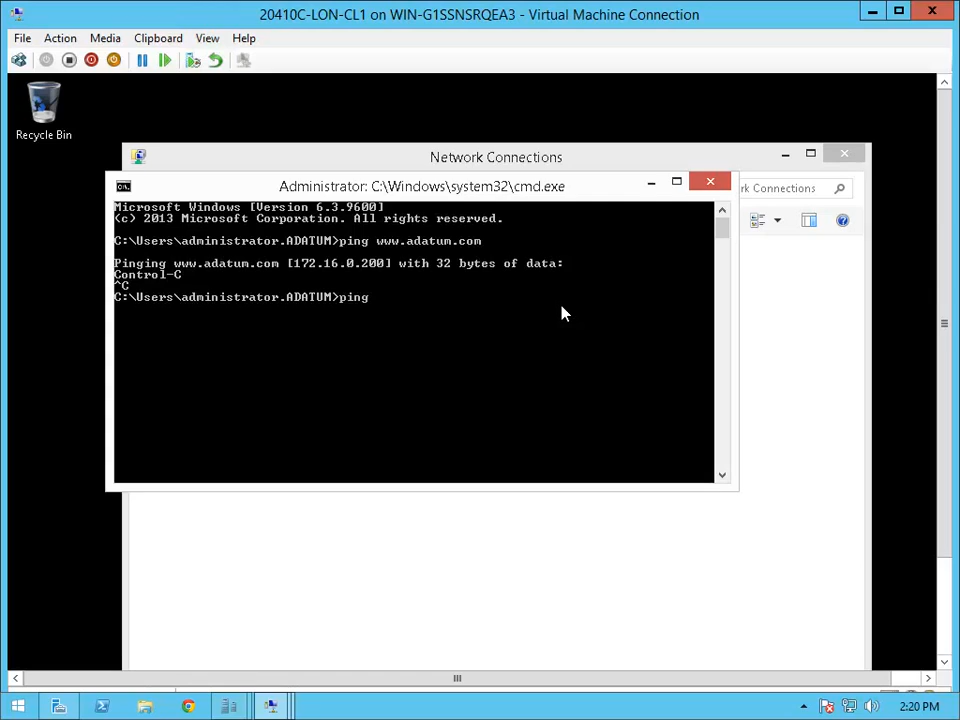 20410C-LON-CL1 on WIN-G1SSNSRQEA3 - Virtual Machine Connection
File Action Media Clipboard View Help
Recycle Bin
Network Connections
Administrator: C:\Windows\system32\cmd.exe
rk Connections
Microsoft Windows [Version 6.3.9600]
(c) 2013 Microsoft Corporation. All rights reserved.
C:\Users\administrator.ADATUM>ping www.adatum.com
Pinging www.adatum.com [172.16.0.200] with 32 bytes of data:
Control-C
^C
C:\Users\administrator.ADATUM>ping
2:20 PM